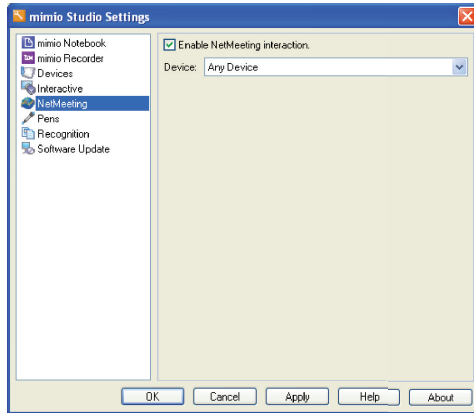 mimio Studio Settings
mimio Notebook
mimio Recorder
Devices
Interactive
NetMeeting
Pens
Recognition
Software Update
Enable NetMeeting interaction.
Device: Any Device
OK Cancel Apply Help About